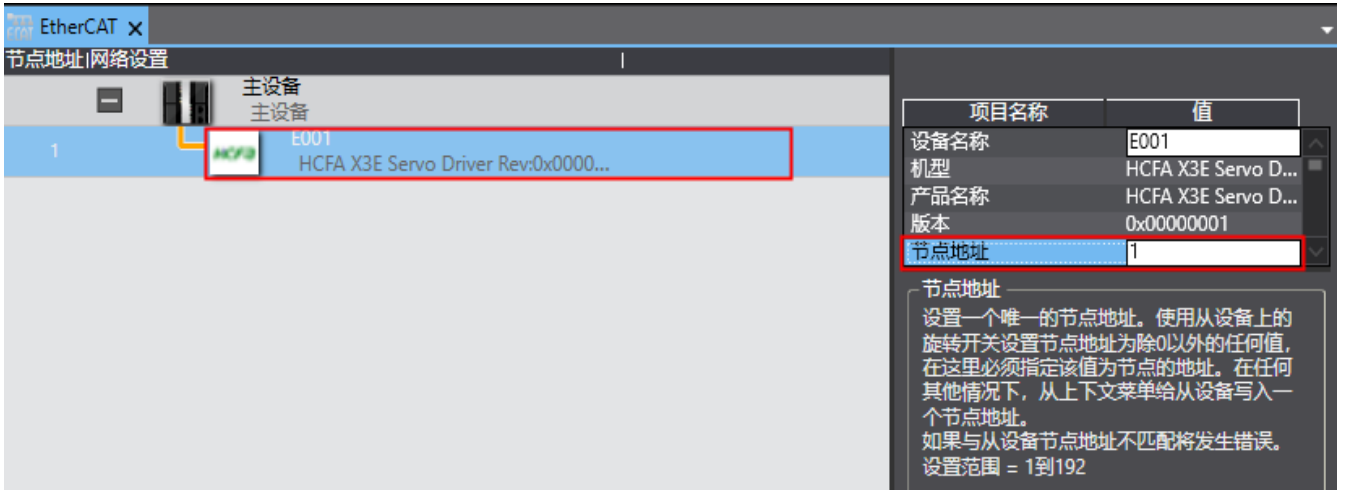 EtherCAT
节点地址|网络设置
主设备
主设备
1
E001
HCFA
HCFA X3E Servo Driver Rev:0x0000...
项目名称 值
设备名称 E001
机型 HCFA X3E Servo D...
产品名称 HCFA X3E Servo D...
版本 0x00000001
节点地址 1
节点地址
设置一个唯一的节点地址。使用从设备上的
旋转开关设置节点地址为除0以外的任何值,
在这里必须指定该值为节点的地址。在任何
其他情况下，从上下文菜单给从设备写入一
个节点地址。
如果与从设备节点地址不匹配将发生错误。
设置范围 = 1到192